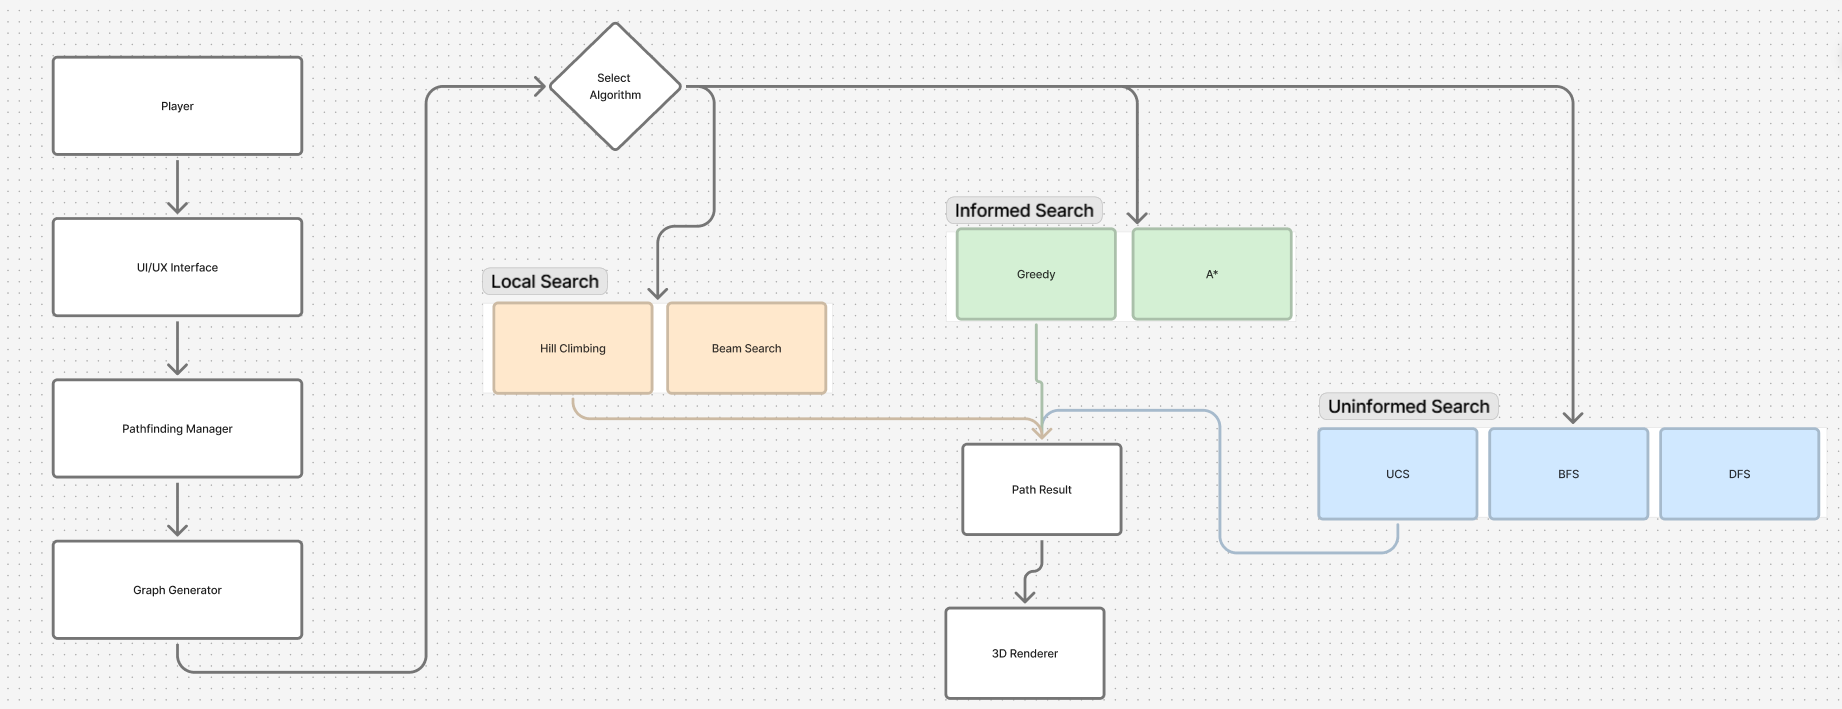 Player
UI/UX Interface
Pathfinding Manager
Graph Generator
Select
Algorithm
Local Search
Hill Climbing
Beam Search
Informed Search
Greedy
A*
Uninformed Search
UCS
BFS
DFS
Path Result
3D Renderer